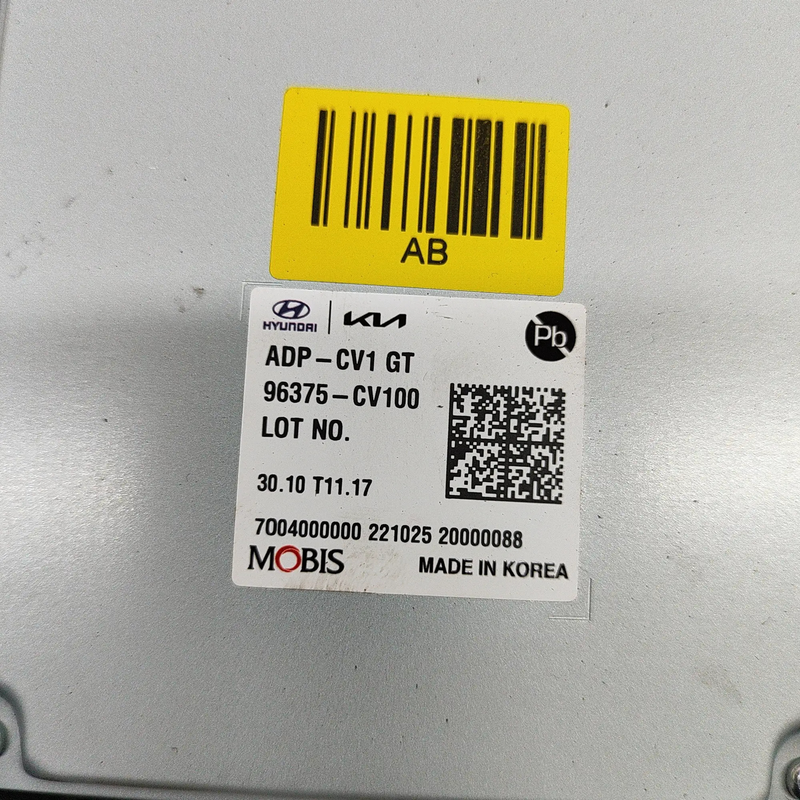 AB
HYUNDAI | KIA
Pb
ADP-CV1 GT
96375-CV100
LOT NO.
30.10 T11.17
7004000000 221025 20000088
MOBIS MADE IN KOREA